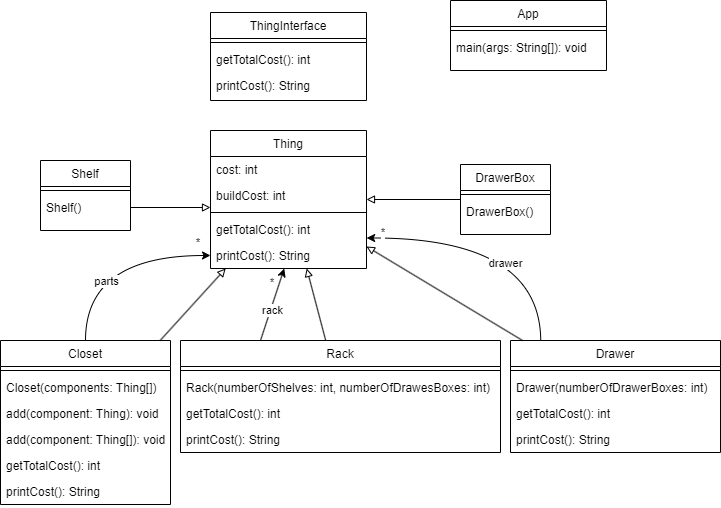 ThingInterface
getTotalCost(): int
printCost(): String
App
main(args: String[]): void
Thing
cost: int
buildCost: int
getTotalCost(): int
printCost(): String
Shelf
Shelf()
DrawerBox
DrawerBox()
*
*
*
parts
rack
drawer
Closet
Closet(components: Thing[])
add(component: Thing): void
add(component: Thing[]): void
getTotalCost(): int
printCost(): String
Rack
Rack(numberOfShelves: int, numberOfDrawesBoxes: int)
getTotalCost(): int
printCost(): String
Drawer
Drawer(numberOfDrawerBoxes: int)
getTotalCost(): int
printCost(): String